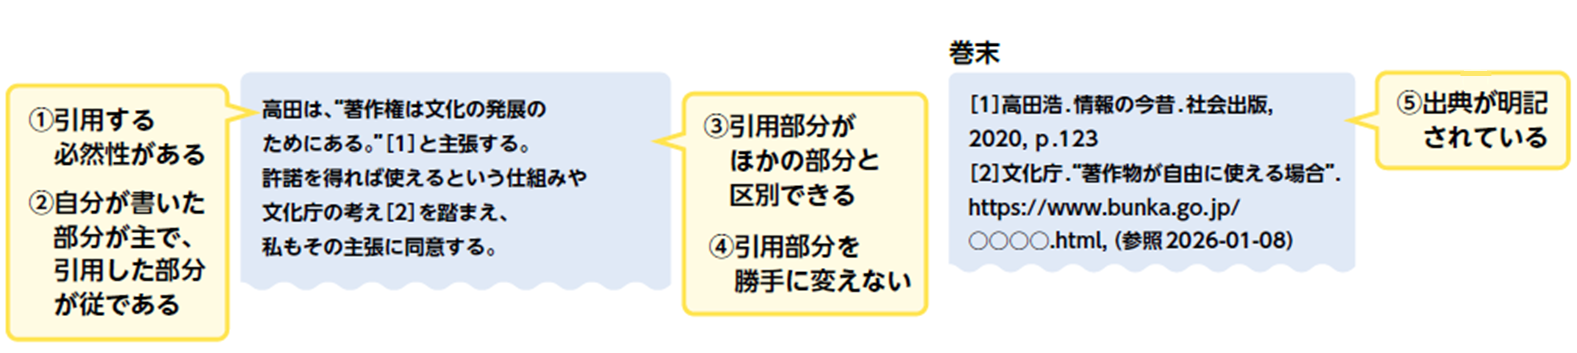 ①引用する
必然性がある
②自分が書いた
部分が主で、
引用した部分
が従である
高田は、“著作権は文化の発展の
ためにある。”[1]と主張する。
許諾を得れば使えるという仕組みや
文化庁の考え[2]を踏まえ、
私もその主張に同意する。
③引用部分が
ほかの部分と
区別できる
④引用部分を
勝手に変えない
巻末
[1]高田浩.情報の今昔.社会出版,
2020, p.123
[2]文化庁.“著作物が自由に使える場合”.
https://www.bunka.go.jp/
○○○○.html, (参照2026-01-08)
⑤出典が明記
されている